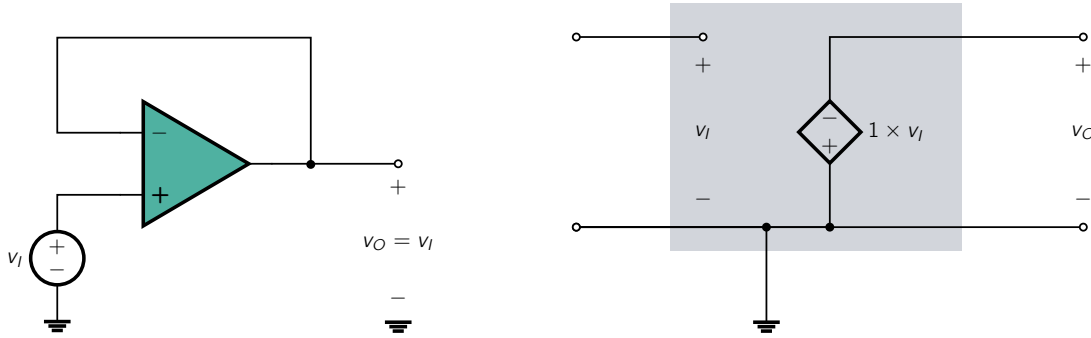 −
+
+
−
v_I
+
v_O = v_I
−
+
v_I
−
−
+
1 × v_I
+
v_O
−